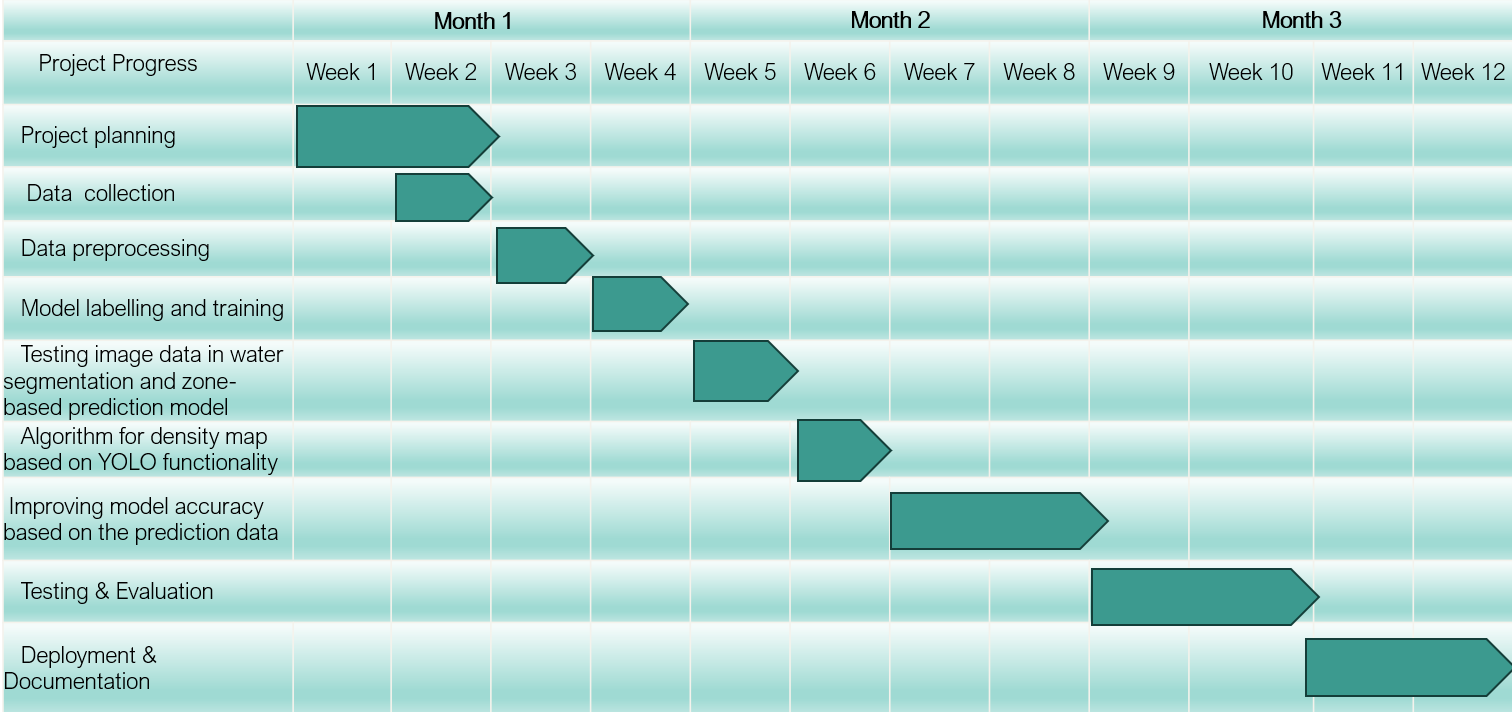 Month 1 Month 2 Month 3
Project Progress Week 1 Week 2 Week 3 Week 4 Week 5 Week 6 Week 7 Week 8 Week 9 Week 10 Week 11 Week 12
Project planning
Data collection
Data preprocessing
Model labelling and training
Testing image data in water
segmentation and zone-
based prediction model
Algorithm for density map
based on YOLO functionality
Improving model accuracy
based on the prediction data
Testing & Evaluation
Deployment &
Documentation